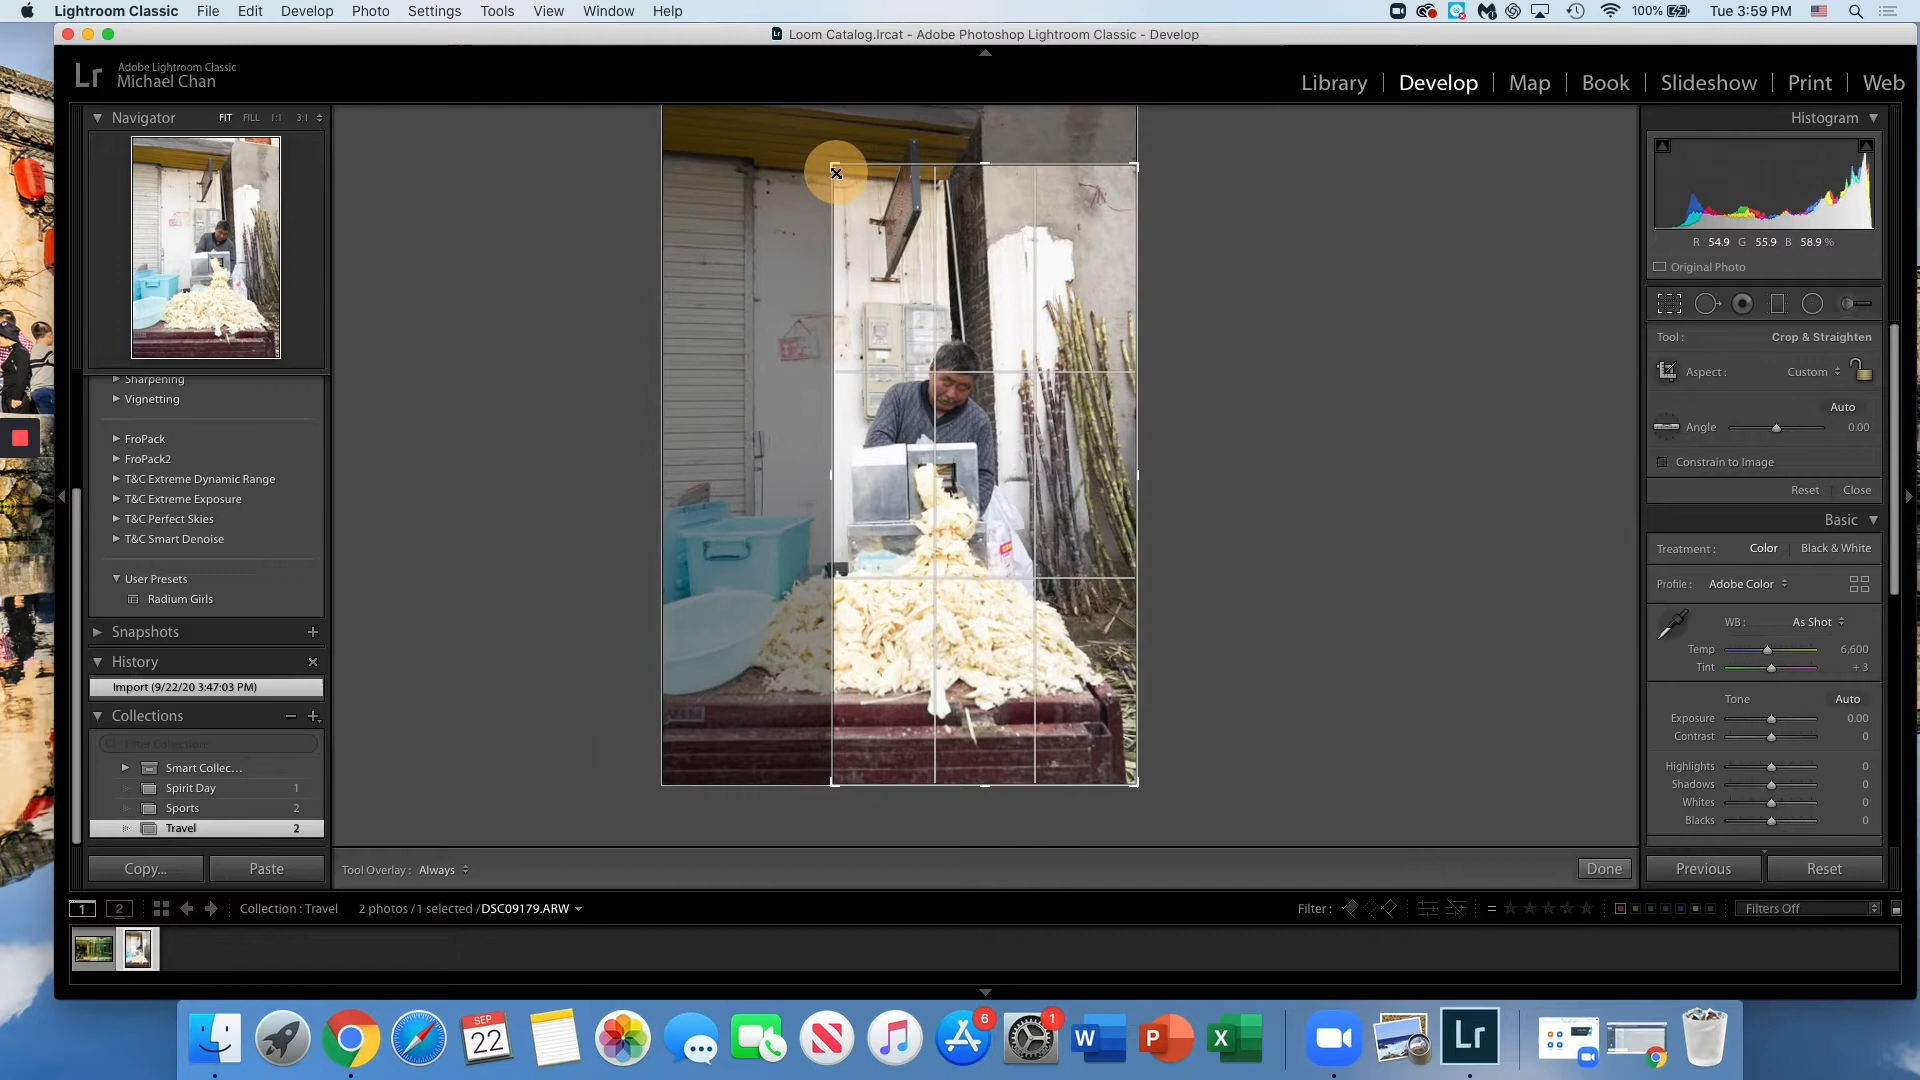 Lightroom Classic File Edit Develop Photo Settings Tools View Window Help 100% Tue 3:59 PM
Loom Catalog.lrcat - Adobe Photoshop Lightroom Classic - Develop
Lr Adobe Lightroom Classic
Michael Chan
Library Develop Map Book Slideshow Print Web
Navigator FIT FILL 1:1 3:1
Histogram
R 54.9 G 55.9 B 58.9 %
Original Photo
Tool : Crop & Straighten
Aspect : Custom
Auto
Angle 0.00
Constrain to Image
Reset Close
Basic
Treatment : Color Black & White
Profile : Adobe Color
WB : As Shot
Temp 6,600
Tint + 3
Tone Auto
Exposure 0.00
Contrast 0
Highlights 0
Shadows 0
Whites 0
Blacks 0
Previous Reset
Sharpening
Vignetting
FroPack
FroPack2
T&C Extreme Dynamic Range
T&C Extreme Exposure
T&C Perfect Skies
T&C Smart Denoise
User Presets
Radium Girls
Snapshots
History
Import (9/22/20 3:47:03 PM)
Collections
Filter Collections
Smart Collec...
Spirit Day 1
Sports 2
Travel 2
Copy... Paste
Tool Overlay : Always
Done
1 2 Collection : Travel 2 photos / 1 selected / DSC09179.ARW
Filter : Filters Off
SEP
22
6
1
W P X Lr